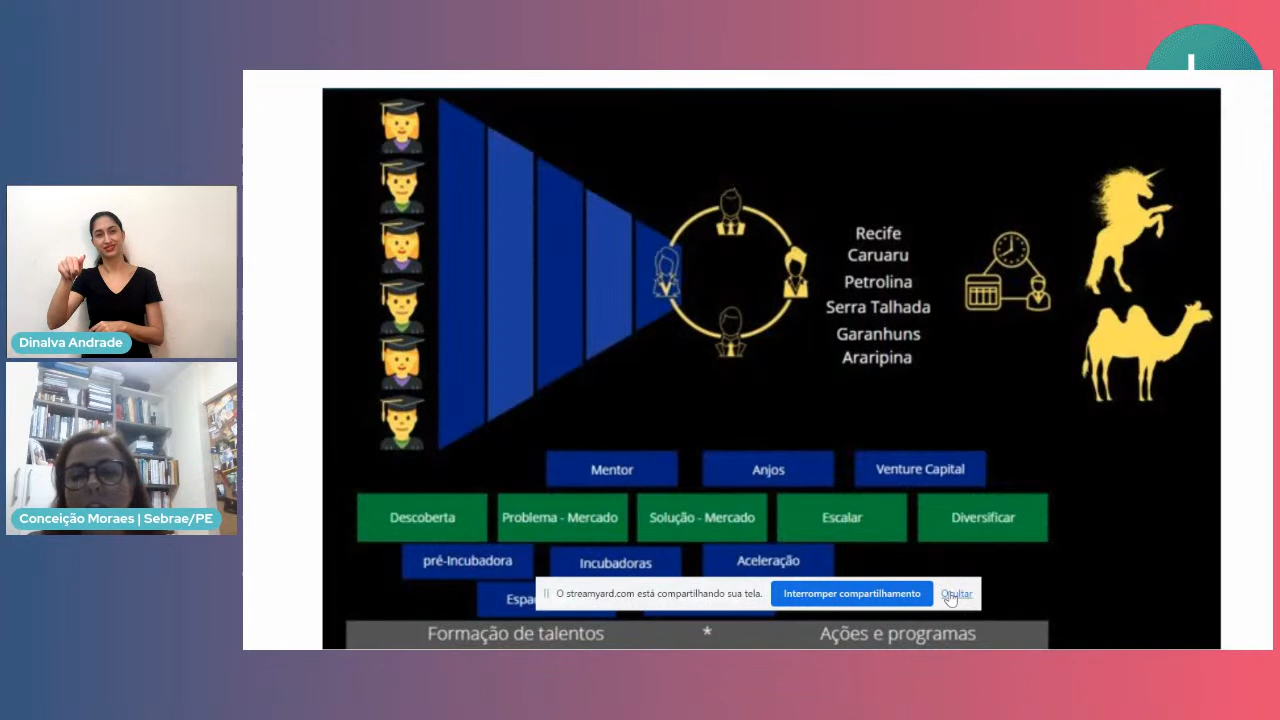 Recife
Caruaru
Petrolina
Serra Talhada
Garanhuns
Araripina
Dinalva Andrade
Conceição Moraes | Sebrae/PE
Mentor
Anjos
Venture Capital
Descoberta
Problema - Mercado
Solução - Mercado
Escalar
Diversificar
pré-Incubadora
Incubadoras
Aceleração
O streamyard.com está compartilhando sua tela.
Interromper compartilhamento
Ocultar
Formação de talentos * Ações e programas